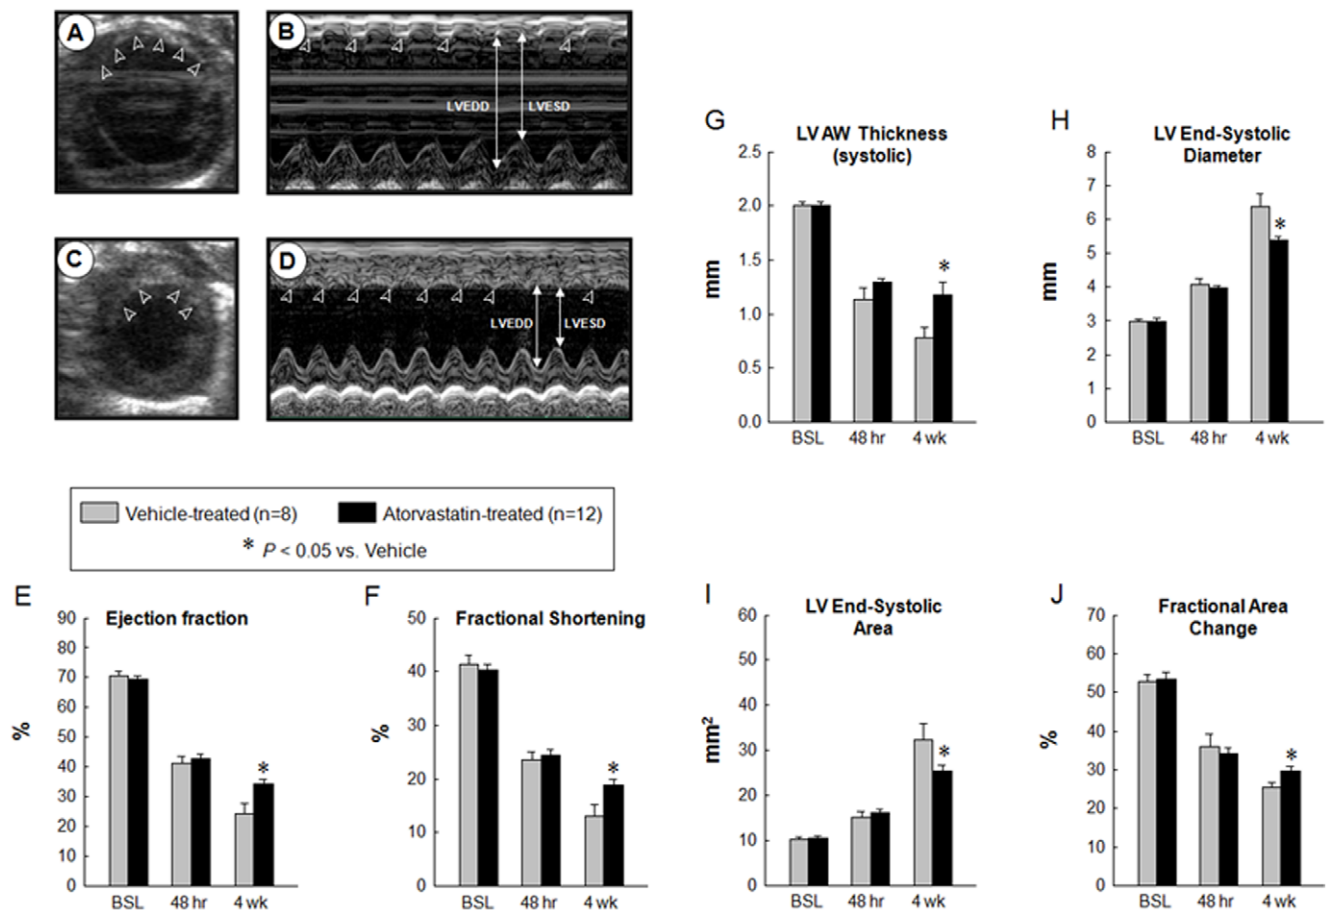 A
B
LVEDD
LVESD
C
D
LVEDD
LVESD
Vehicle-treated (n=8)
Atorvastatin-treated (n=12)
* P < 0.05 vs. Vehicle
G
LV AW Thickness
(systolic)
mm
2.5
2.0
1.5
1.0
0.5
0.0
*
BSL
48 hr
4 wk
H
LV End-Systolic
Diameter
mm
8
7
6
5
4
3
2
1
0
*
BSL
48 hr
4 wk
E
Ejection fraction
%
90
80
70
60
50
40
30
20
10
0
*
BSL
48 hr
4 wk
F
Fractional Shortening
%
50
40
30
20
10
0
*
BSL
48 hr
4 wk
I
LV End-Systolic
Area
mm²
60
50
40
30
20
10
0
*
BSL
48 hr
4 wk
J
Fractional Area
Change
%
70
60
50
40
30
20
10
0
*
BSL
48 hr
4 wk